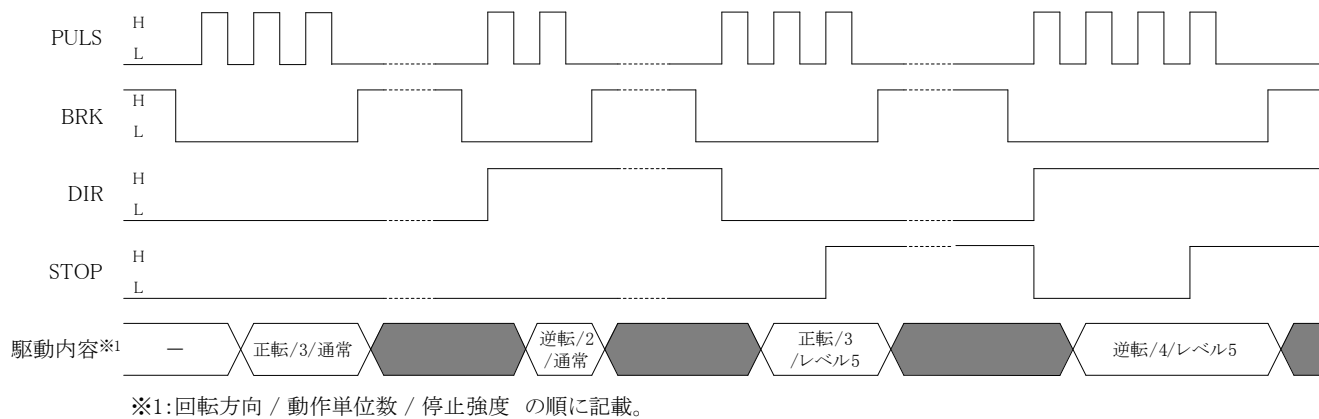 PULS
H
L
BRK
H
L
DIR
H
L
STOP
H
L
駆動内容※1
－
正転/3/通常
逆転/2
/通常
正転/3
/レベル5
逆転/4/レベル5
※1:回転方向 / 動作単位数 / 停止強度 の順に記載。